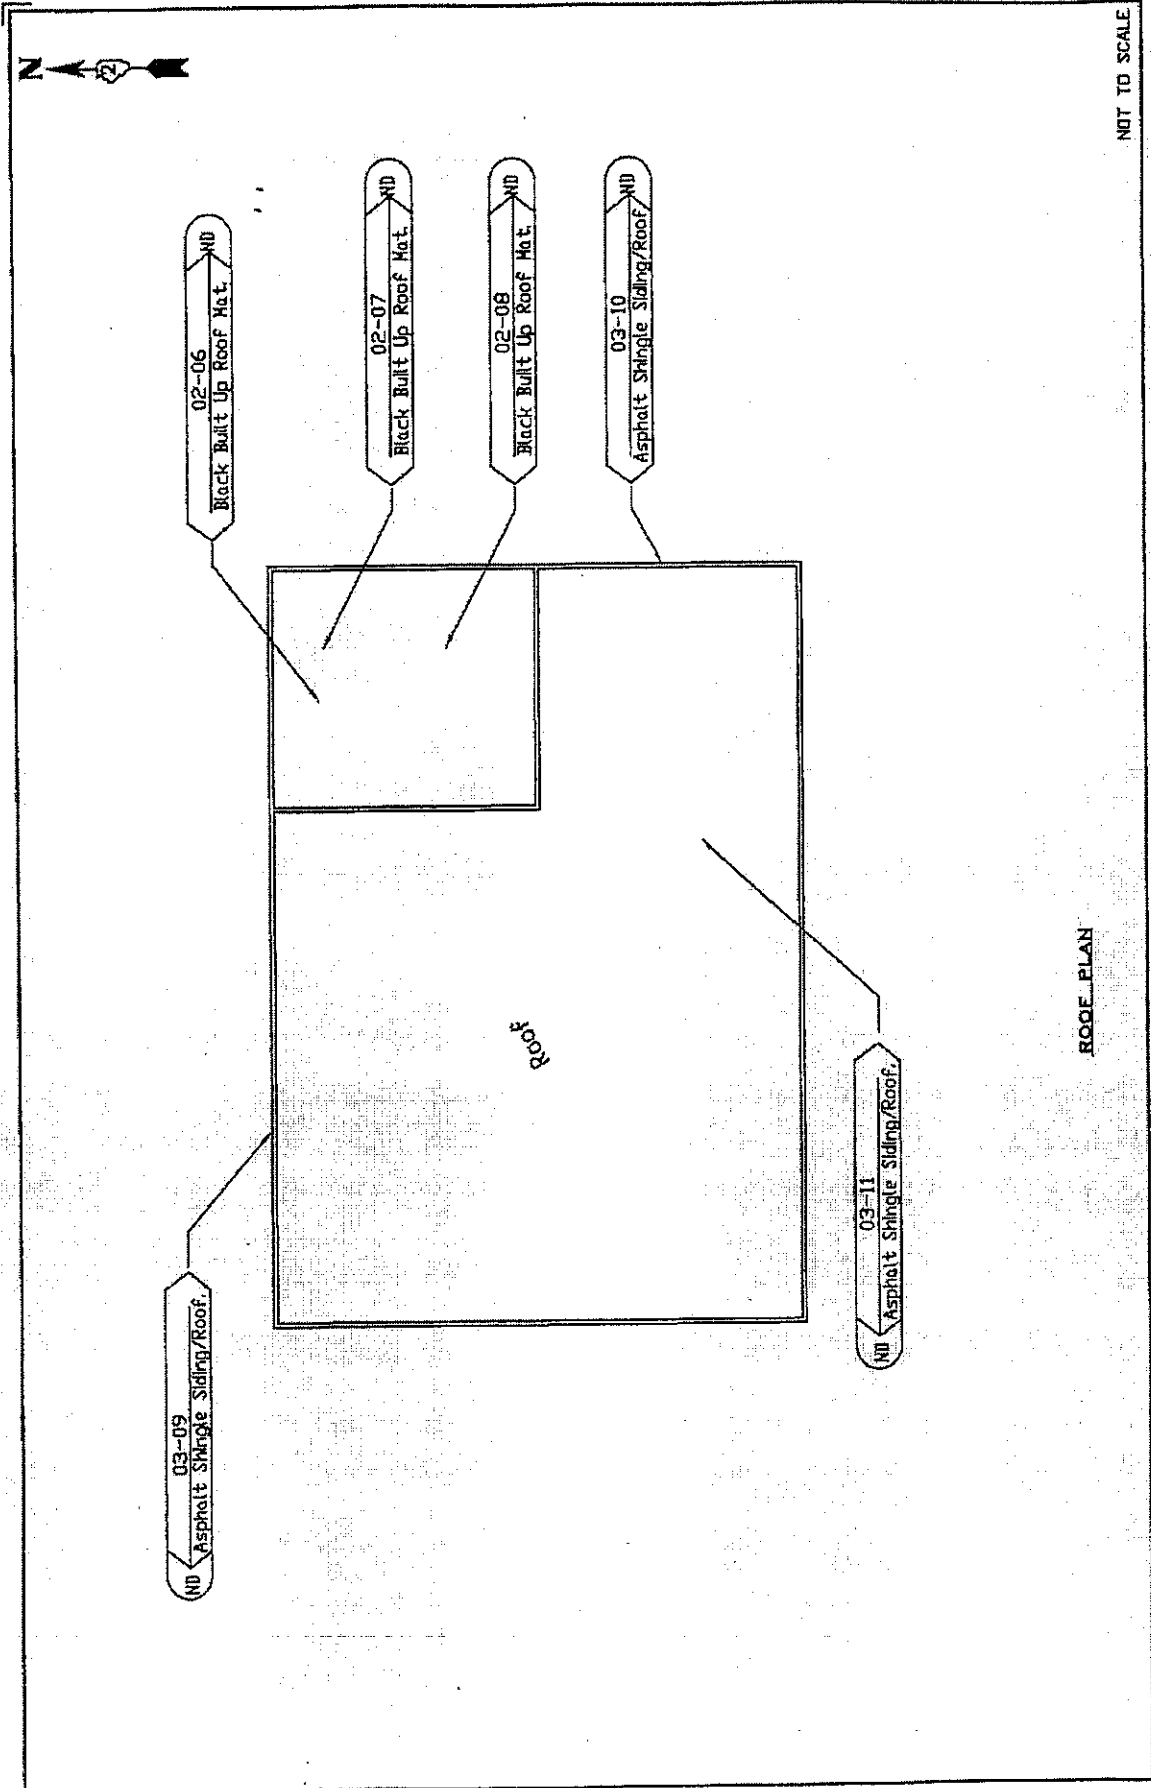 N
02-06
Black Built Up Roof Mat.
ND
02-07
Black Built Up Roof Mat.
ND
02-08
Black Built Up Roof Mat.
ND
03-10
Asphalt Shingle Siding/Roof
ND
03-09
Asphalt Shingle Siding/Roof.
ND
Roof
03-11
Asphalt Shingle Siding/Roof.
ND
ROOF PLAN
NOT TO SCALE